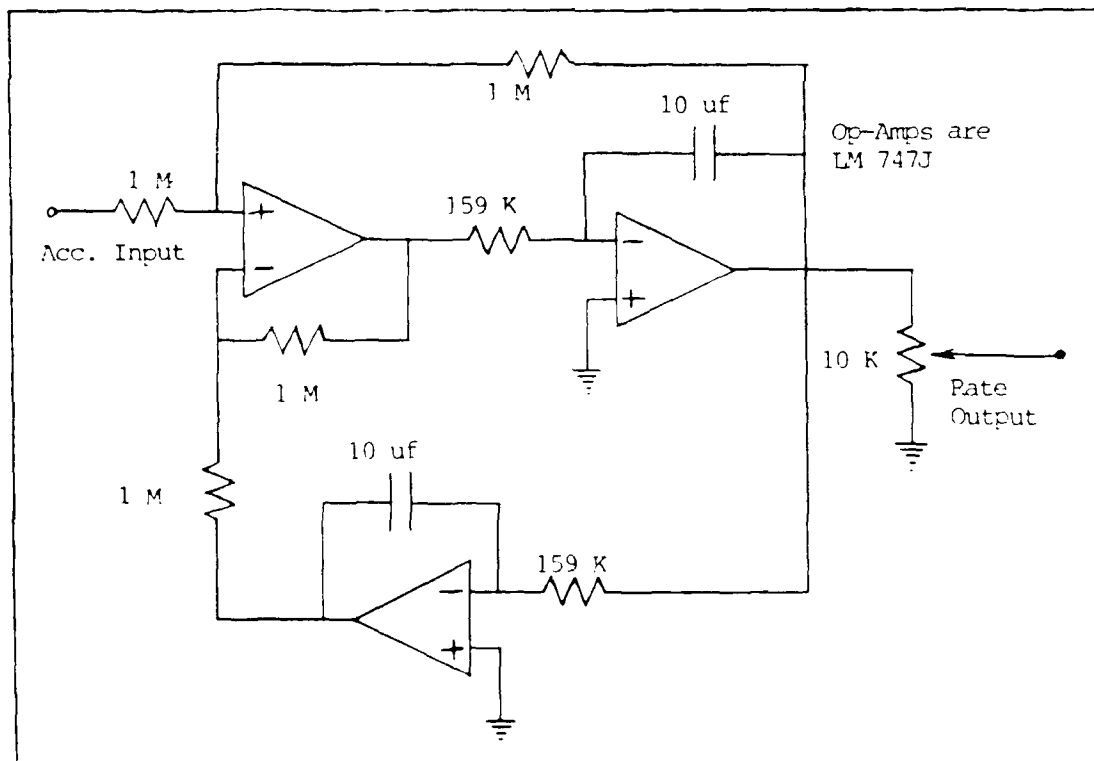 1 M
10 uf
Op-Amps are
LM 747J
1 M
159 K
+
-
Acc. Input
-
+
1 M
10 K
Rate
Output
10 uf
1 M
159 K
-
+